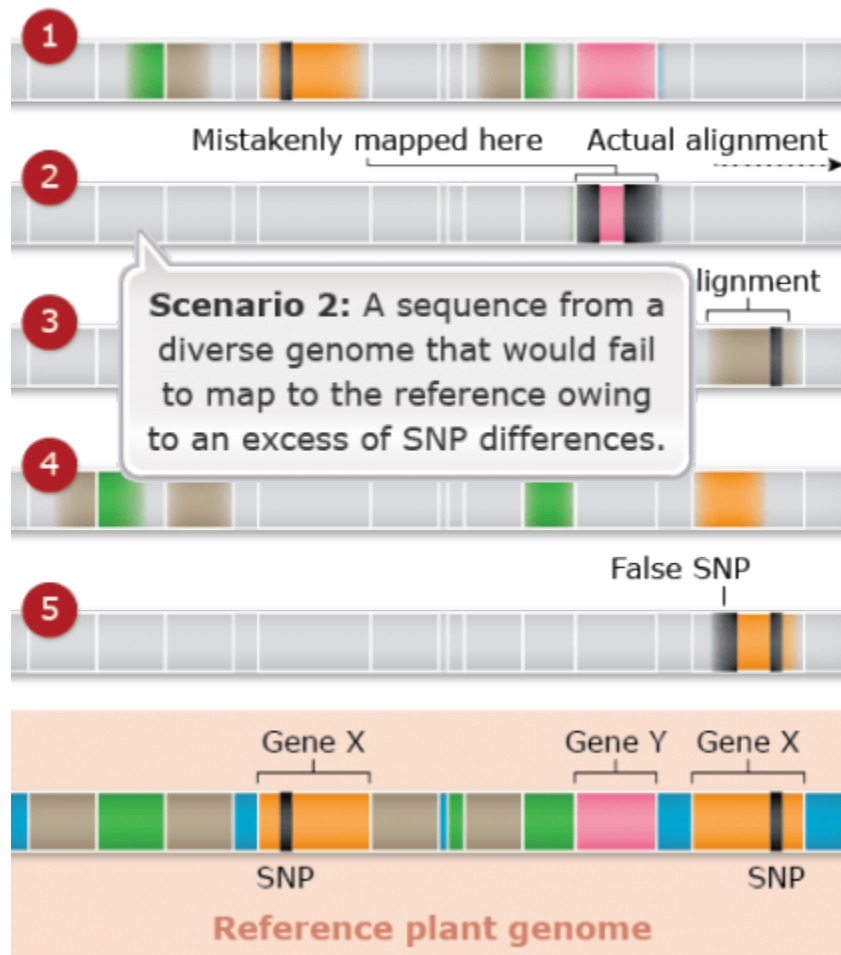 1
Mistakenly mapped here Actual alignment
2
Scenario 2: A sequence from a
diverse genome that would fail
to map to the reference owing
to an excess of SNP differences.
lignment
3
4
False SNP
5
Gene X Gene Y Gene X
SNP SNP
Reference plant genome